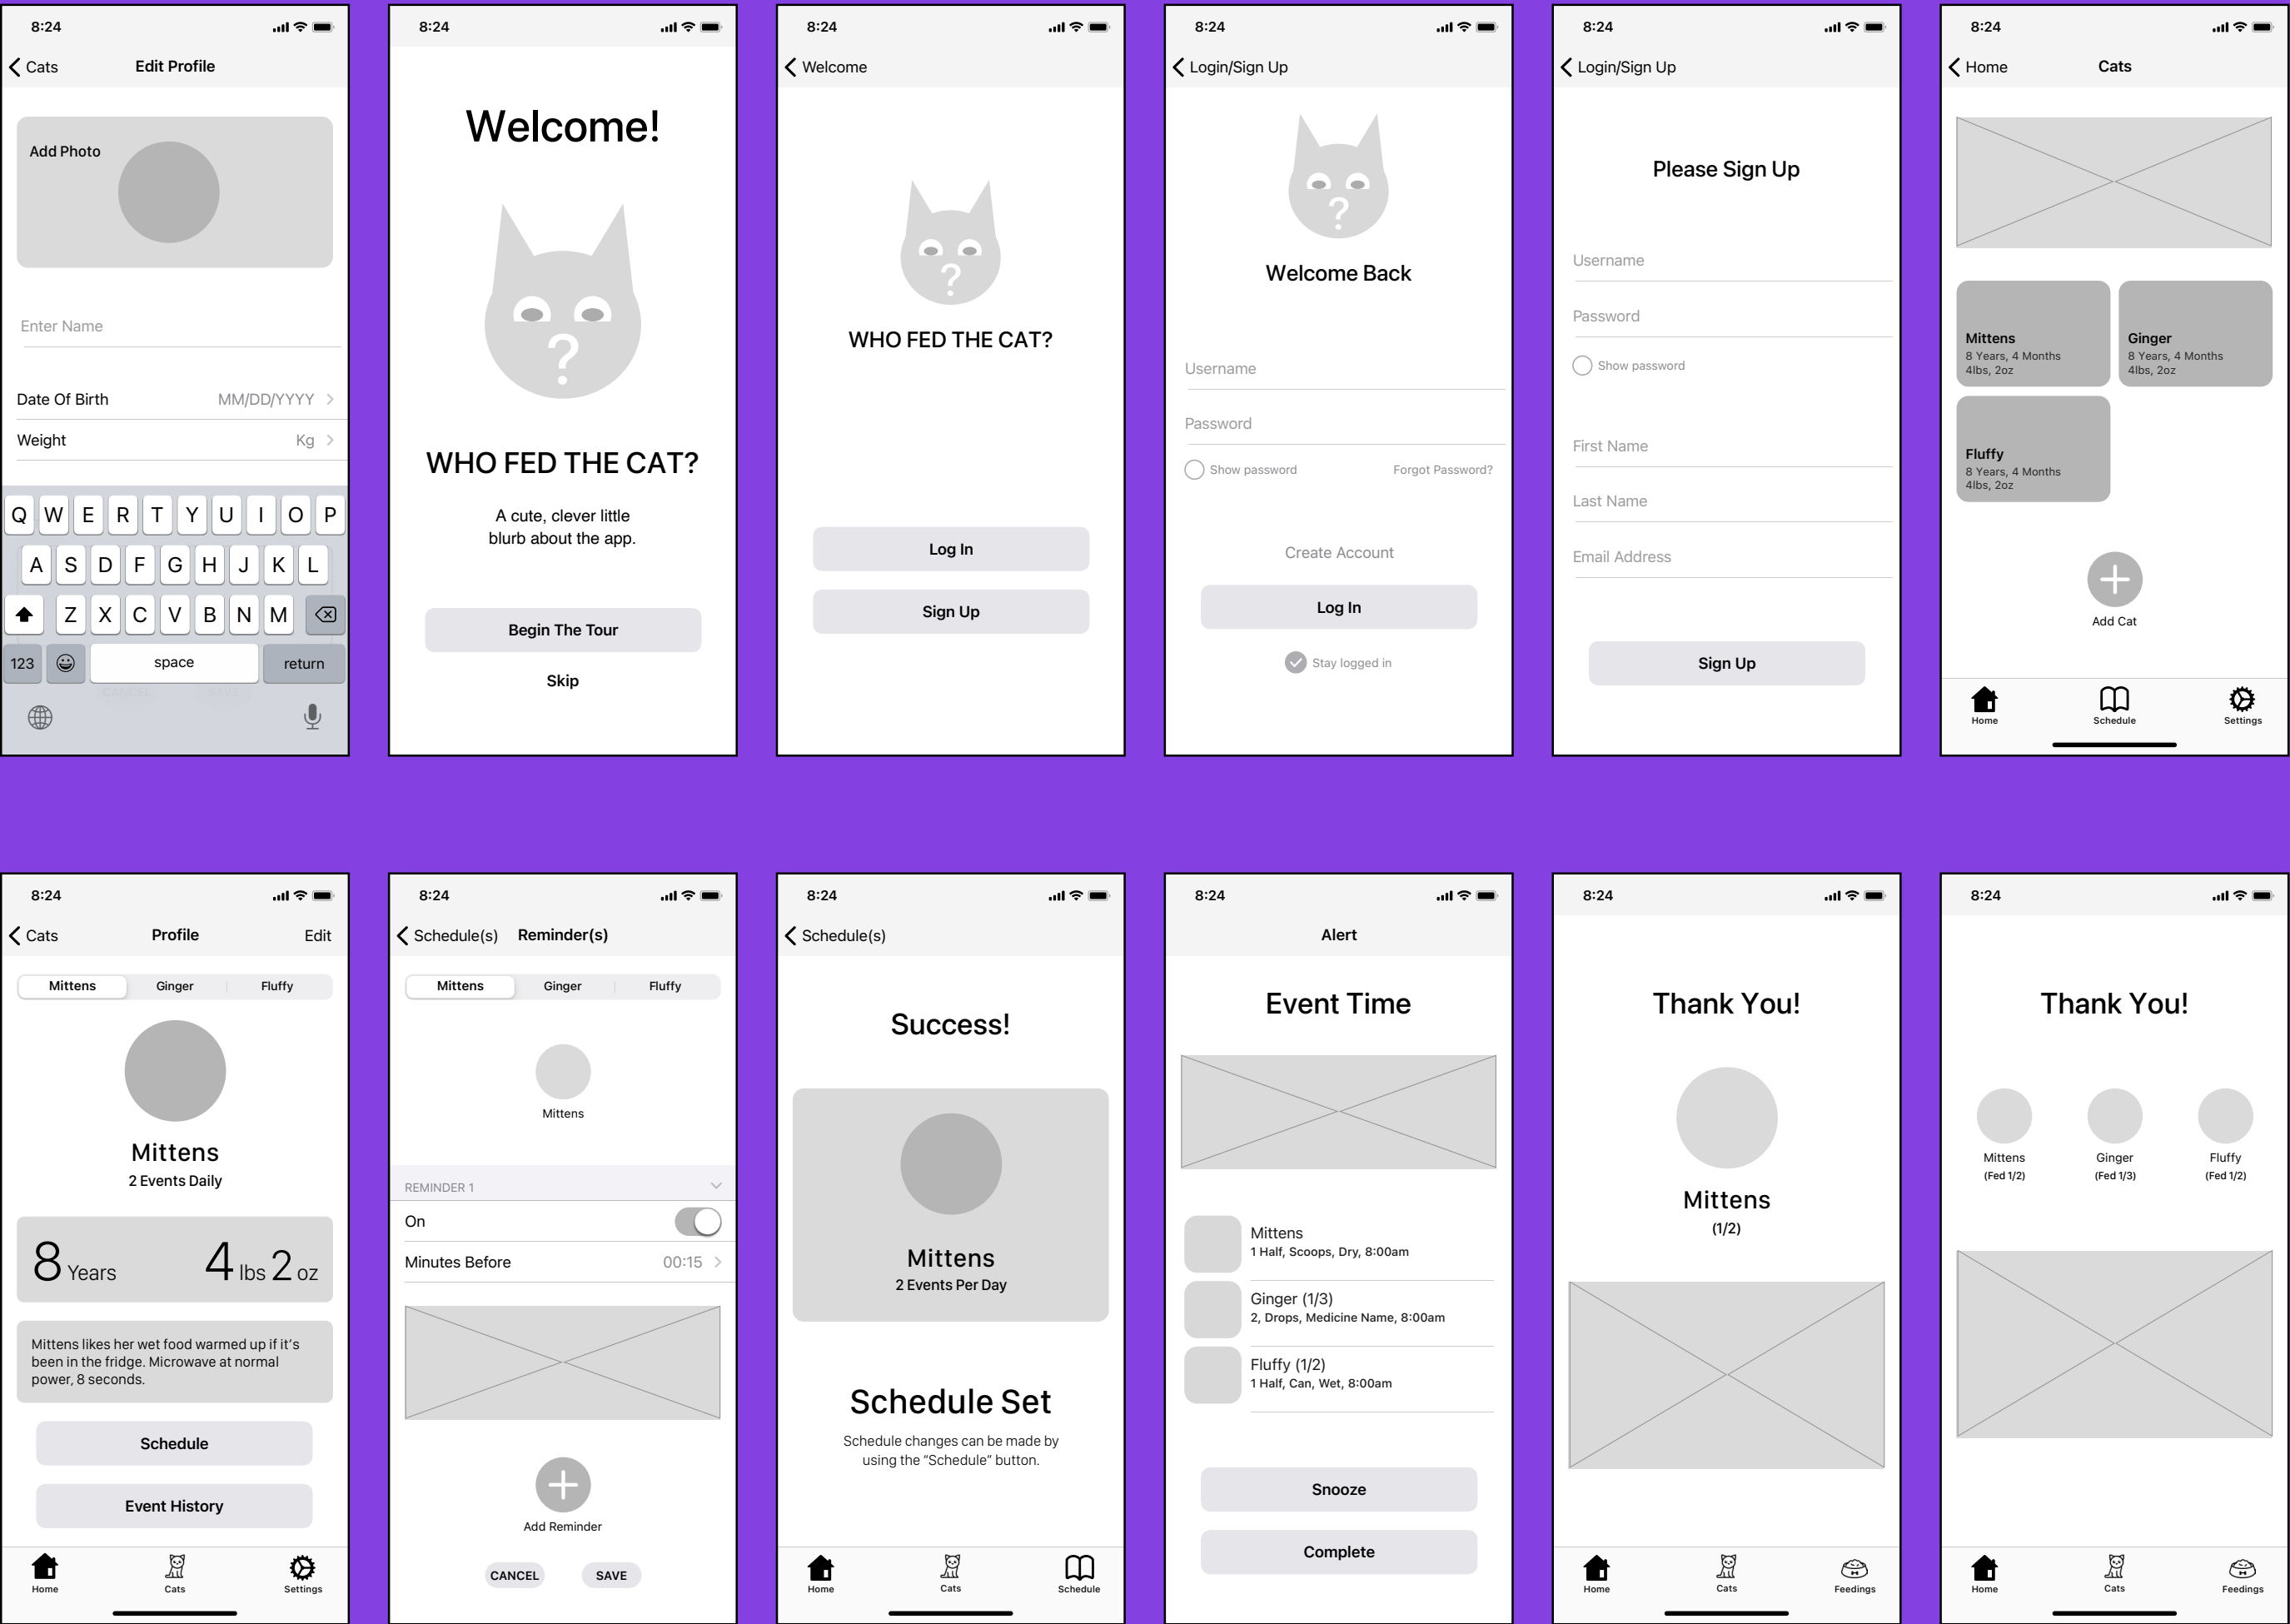 8:24
Cats
Edit Profile
Add Photo
Enter Name
Date Of Birth
MM/DD/YYYY
Weight
Kg
Q W E R T Y U I O P
A S D F G H J K L
Z X C V B N M
123
space
return
CANCEL
SAVE
8:24
Welcome!
?
WHO FED THE CAT?
A cute, clever little
blurb about the app.
Begin The Tour
Skip
8:24
Welcome
?
WHO FED THE CAT?
Log In
Sign Up
8:24
Login/Sign Up
?
Welcome Back
Username
Password
Show password
Forgot Password?
Create Account
Log In
Stay logged in
8:24
Login/Sign Up
Please Sign Up
Username
Password
Show password
First Name
Last Name
Email Address
Sign Up
8:24
Home
Cats
Mittens
8 Years, 4 Months
4lbs, 2oz
Ginger
8 Years, 4 Months
4lbs, 2oz
Fluffy
8 Years, 4 Months
4lbs, 2oz
Add Cat
Home
Schedule
Settings
8:24
Cats
Profile
Edit
Mittens
Ginger
Fluffy
Mittens
2 Events Daily
8 Years
4 lbs 2 oz
Mittens likes her wet food warmed up if it's
been in the fridge. Microwave at normal
power, 8 seconds.
Schedule
Event History
Home
Cats
Settings
8:24
Schedule(s)
Reminder(s)
Mittens
Ginger
Fluffy
Mittens
REMINDER 1
On
Minutes Before
00:15
Add Reminder
CANCEL
SAVE
8:24
Schedule(s)
Success!
Mittens
2 Events Per Day
Schedule Set
Schedule changes can be made by
using the “Schedule” button.
Home
Cats
Schedule
8:24
Alert
Event Time
Mittens
1 Half, Scoops, Dry, 8:00am
Ginger (1/3)
2, Drops, Medicine Name, 8:00am
Fluffy (1/2)
1 Half, Can, Wet, 8:00am
Snooze
Complete
8:24
Thank You!
Mittens
(1/2)
Home
Cats
Feedings
8:24
Thank You!
Mittens
(Fed 1/2)
Ginger
(Fed 1/3)
Fluffy
(Fed 1/2)
Home
Cats
Feedings